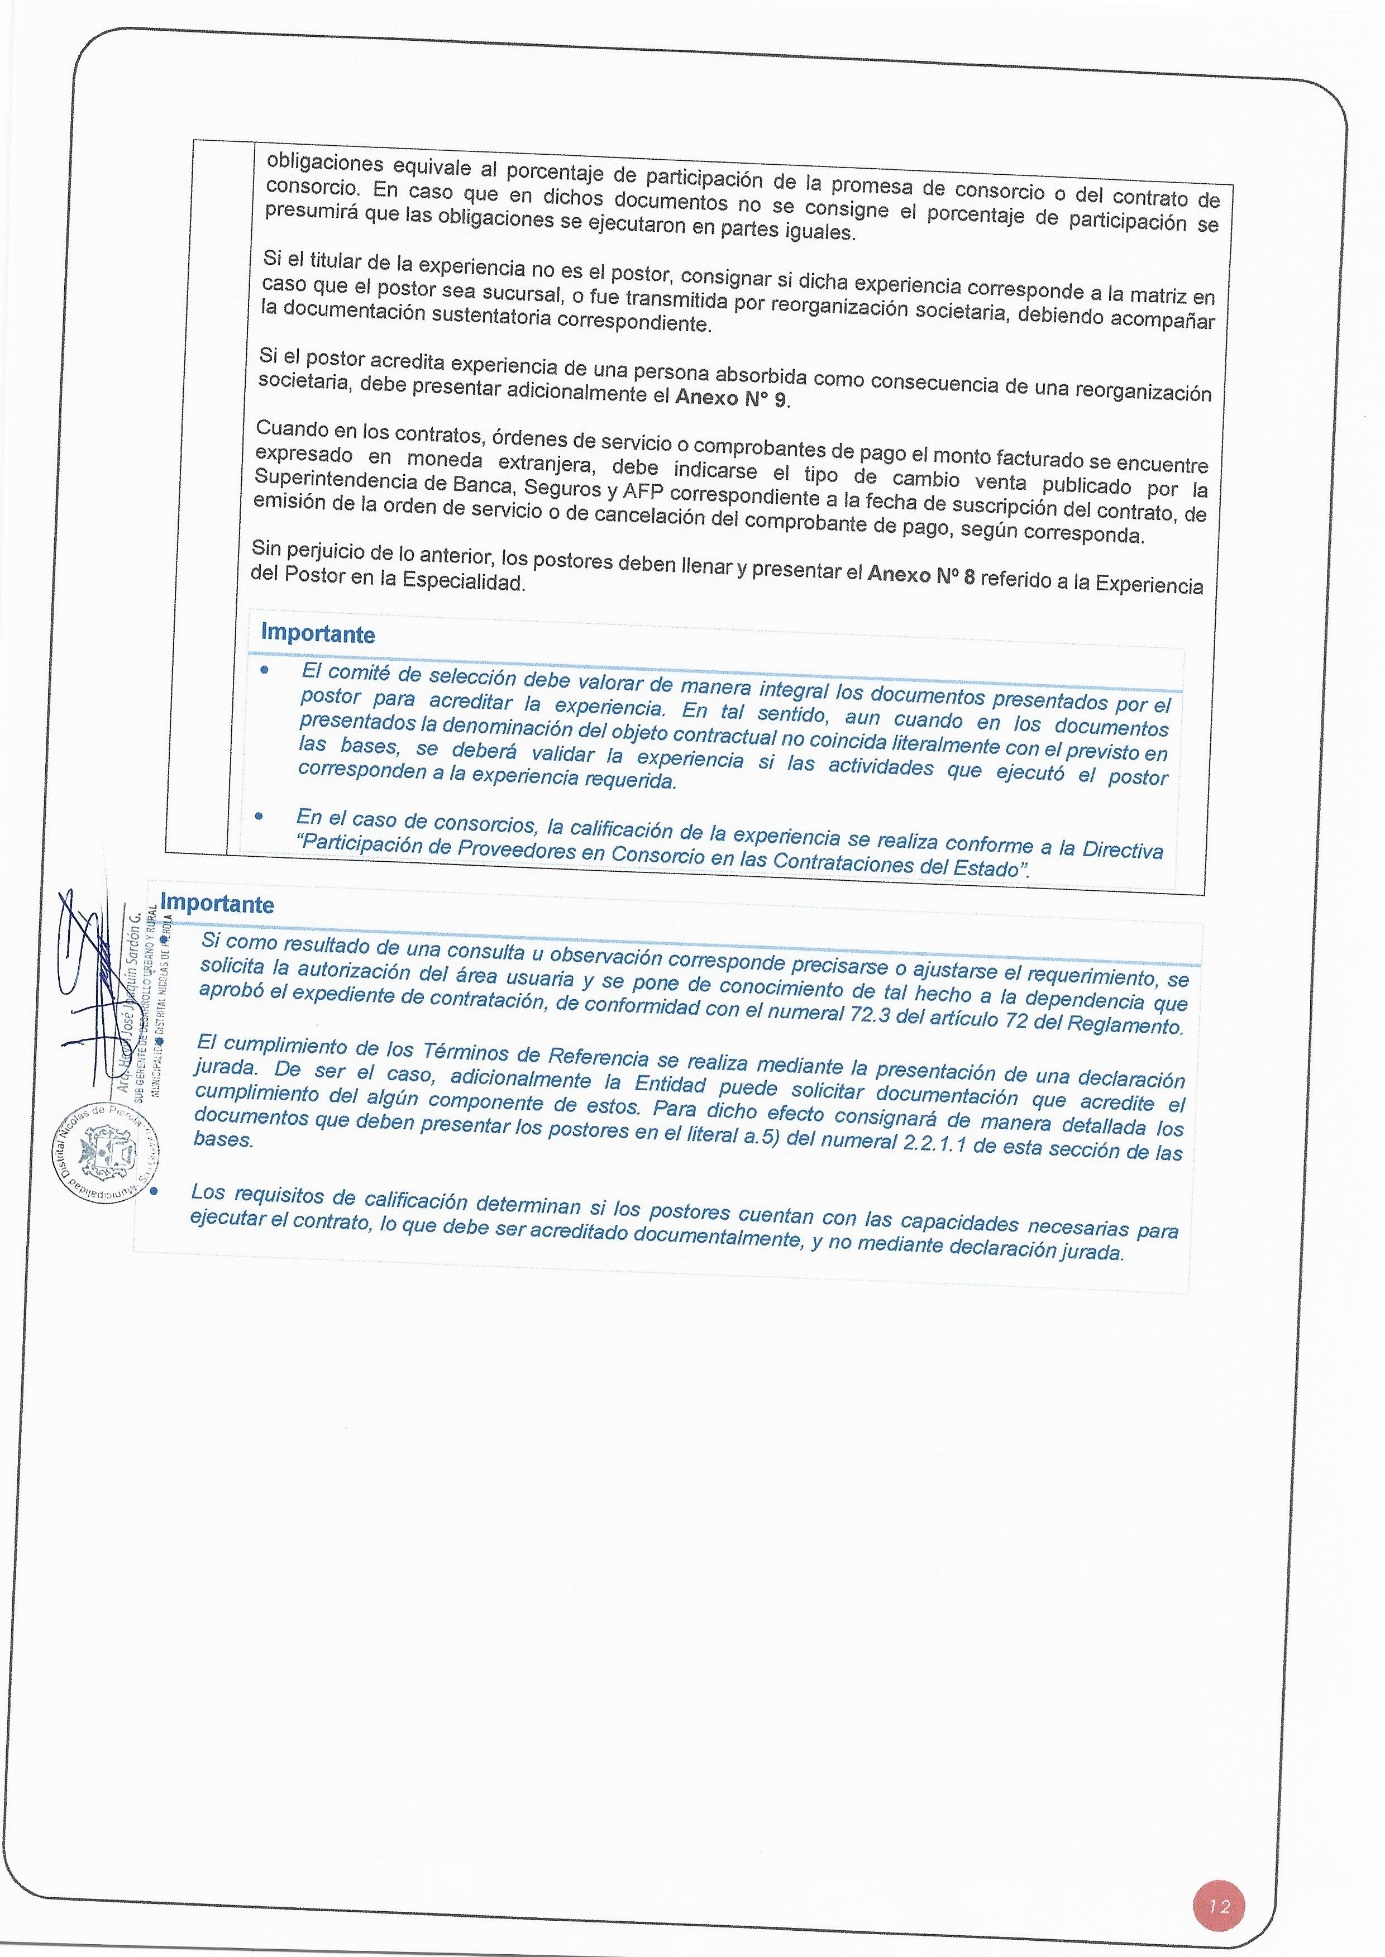 obligaciones equivale al porcentaje de participación de la promesa de consorcio o del contrato de
consorcio. En caso que en dichos documentos no se consigne el porcentaje de participación se
presumirá que las obligaciones se ejecutaron en partes iguales.
Si el titular de la experiencia no es el postor, consignar si dicha experiencia corresponde a la matriz en
caso que el postor sea sucursal, o fue transmitida por reorganización societaria, debiendo acompañar
la documentación sustentatoria correspondiente.
Si el postor acredita experiencia de una persona absorbida como consecuencia de una reorganización
societaria, debe presentar adicionalmente el Anexo N° 9.
Cuando en los contratos, órdenes de servicio o comprobantes de pago el monto facturado se encuentre
expresado en moneda extranjera, debe indicarse el tipo de cambio venta publicado por la
Superintendencia de Banca, Seguros y AFP correspondiente a la fecha de suscripción del contrato, de
emisión de la orden de servicio o de cancelación del comprobante de pago, según corresponda.
Sin perjuicio de lo anterior, los postores deben llenar y presentar el Anexo Nº 8 referido a la Experiencia
del Postor en la Especialidad.
Importante
• El comité de selección debe valorar de manera integral los documentos presentados por el
postor para acreditar la experiencia. En tal sentido, aun cuando en los documentos
presentados la denominación del objeto contractual no coincida literalmente con el previsto en
las bases, se deberá validar la experiencia si las actividades que ejecutó el postor
corresponden a la experiencia requerida.
• En el caso de consorcios, la calificación de la experiencia se realiza conforme a la Directiva
“Participación de Proveedores en Consorcio en las Contrataciones del Estado”.
Importante
• Si como resultado de una consulta u observación corresponde precisarse o ajustarse el requerimiento, se
solicita la autorización del área usuaria y se pone de conocimiento de tal hecho a la dependencia que
aprobó el expediente de contratación, de conformidad con el numeral 72.3 del artículo 72 del Reglamento.
• El cumplimiento de los Términos de Referencia se realiza mediante la presentación de una declaración
jurada. De ser el caso, adicionalmente la Entidad puede solicitar documentación que acredite el
cumplimiento del algún componente de estos. Para dicho efecto consignará de manera detallada los
documentos que deben presentar los postores en el literal a.5) del numeral 2.2.1.1 de esta sección de las
bases.
• Los requisitos de calificación determinan si los postores cuentan con las capacidades necesarias para
ejecutar el contrato, lo que debe ser acreditado documentalmente, y no mediante declaración jurada.
José Joaquín Sardón G.
SUB GERENTE DE DESARROLLO URBANO Y RURAL
MUNICIPALIDAD DISTRITAL NICOLAS DE PIEROLA
Municipalidad Distrital Nicolas de Pierola
12